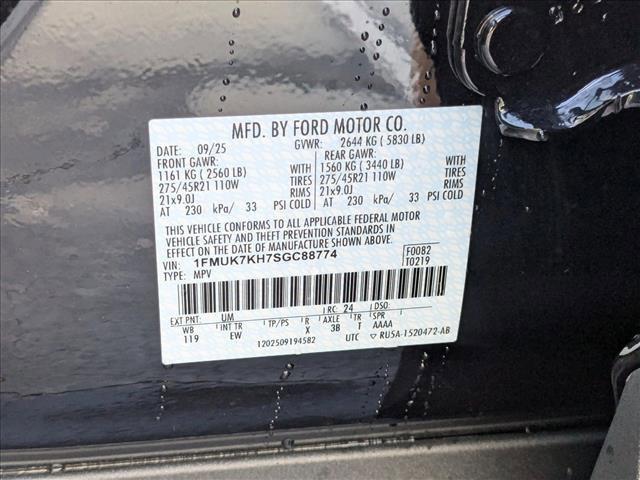 MFD. BY FORD MOTOR CO.
DATE: 09/25 GVWR: 2644 KG ( 5830 LB)
FRONT GAWR: REAR GAWR:
1161 KG ( 2560 LB) WITH 1560 KG ( 3440 LB) WITH
275/45R21 110W TIRES 275/45R21 110W TIRES
21x9.0J RIMS 21x9.0J RIMS
AT 230 kPa/ 33 PSI COLD AT 230 kPa/ 33 PSI COLD
THIS VEHICLE CONFORMS TO ALL APPLICABLE FEDERAL MOTOR
VEHICLE SAFETY AND THEFT PREVENTION STANDARDS IN
EFFECT ON THE DATE OF MANUFACTURE SHOWN ABOVE.
VIN: 1FMUK7KH7SGC88774 F0082
TYPE: MPV T0219
EXT PNT: UM RC: 24 DSO:
WB INT TR TP/PS R AXLE TR SPR
119 EW X 3B T AAAA
1202509194582 UTC ▽ RU5A-1520472-AB